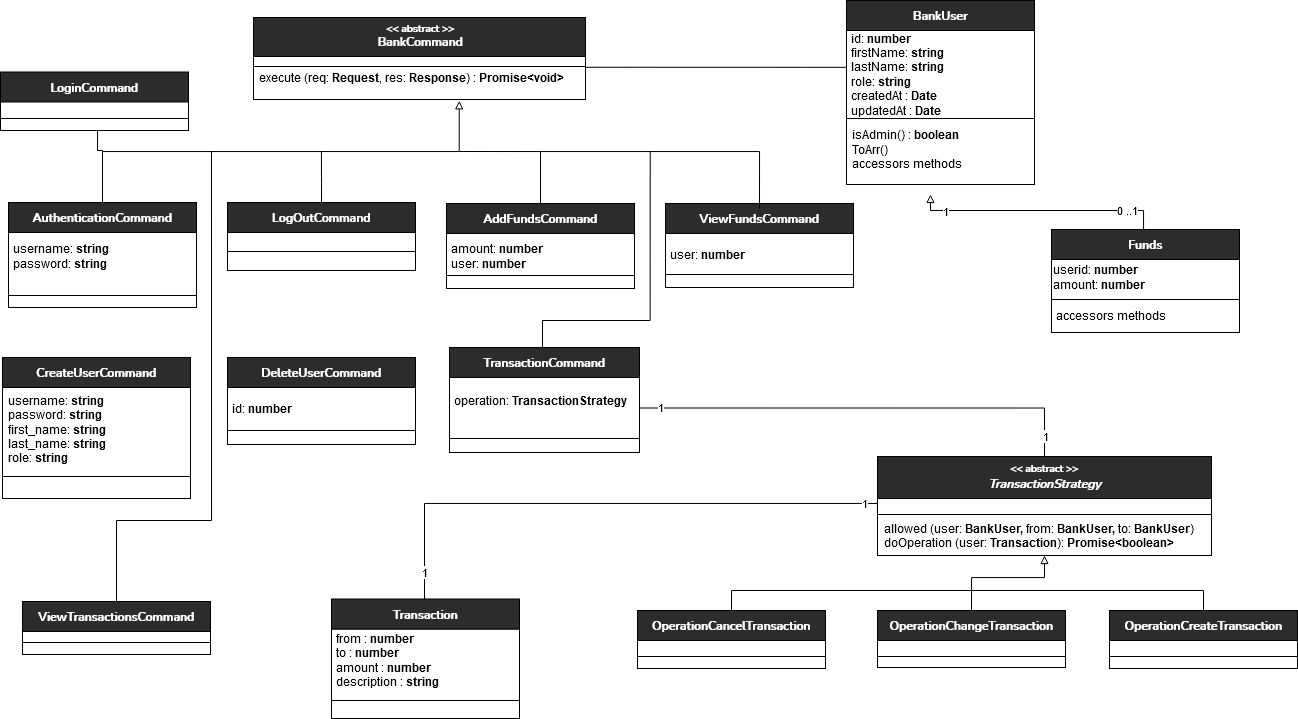 << abstract >>
BankCommand
execute (req: Request, res: Response) : Promise<void>
BankUser
id: number
firstName: string
lastName: string
role: string
createdAt : Date
updatedAt : Date
isAdmin() : boolean
ToArr()
accessors methods
LoginCommand
AuthenticationCommand
username: string
password: string
LogOutCommand
AddFundsCommand
amount: number
user: number
ViewFundsCommand
user: number
1
0 ..1
Funds
userid: number
amount: number
accessors methods
CreateUserCommand
username: string
password: string
first_name: string
last_name: string
role: string
DeleteUserCommand
id: number
TransactionCommand
operation: TransactionStrategy
1
1
<< abstract >>
TransactionStrategy
allowed (user: BankUser, from: BankUser, to: BankUser)
doOperation (user: Transaction): Promise<boolean>
1
1
ViewTransactionsCommand
Transaction
from : number
to : number
amount : number
description : string
OperationCancelTransaction
OperationChangeTransaction
OperationCreateTransaction